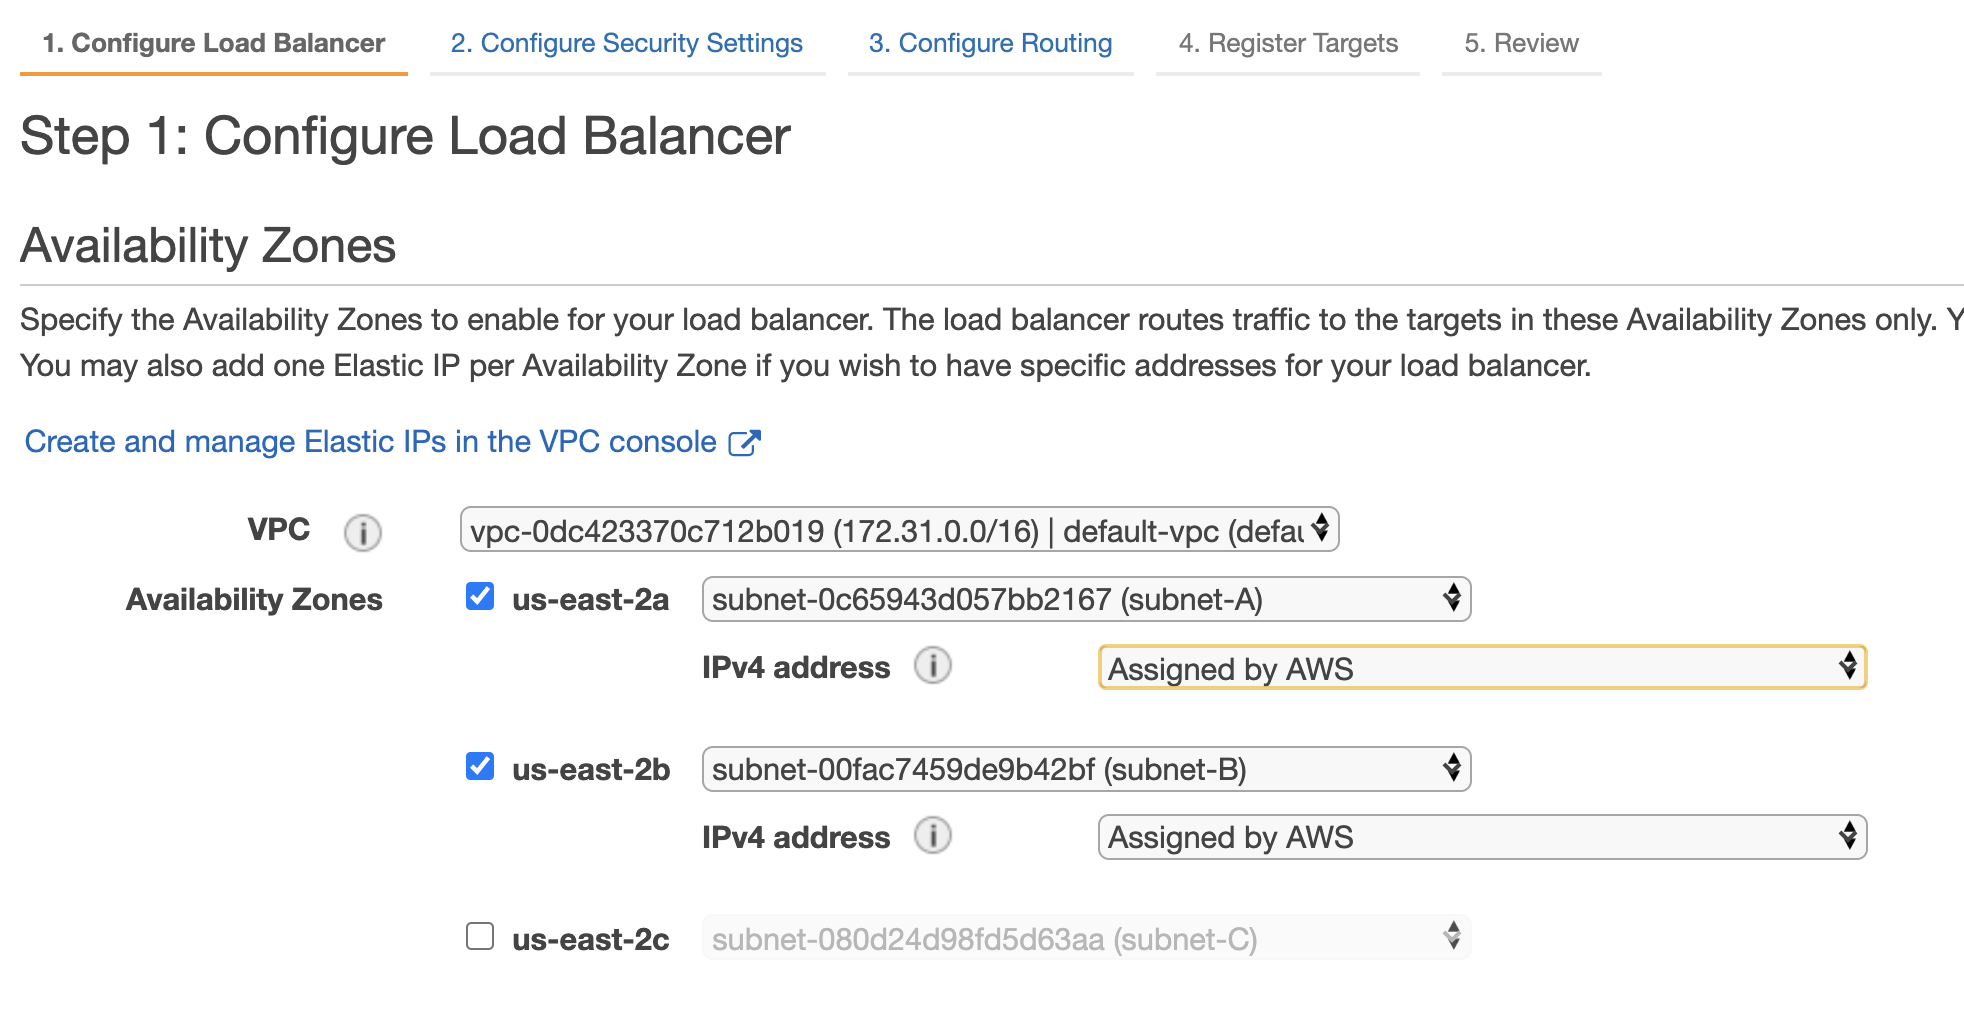 1. Configure Load Balancer 2. Configure Security Settings 3. Configure Routing 4. Register Targets 5. Review
Step 1: Configure Load Balancer
Availability Zones
Specify the Availability Zones to enable for your load balancer. The load balancer routes traffic to the targets in these Availability Zones only. Y
You may also add one Elastic IP per Availability Zone if you wish to have specific addresses for your load balancer.
Create and manage Elastic IPs in the VPC console
VPC i vpc-0dc423370c712b019 (172.31.0.0/16) | default-vpc (defau
Availability Zones us-east-2a subnet-0c65943d057bb2167 (subnet-A)
IPv4 address i Assigned by AWS
us-east-2b subnet-00fac7459de9b42bf (subnet-B)
IPv4 address i Assigned by AWS
us-east-2c subnet-080d24d98fd5d63aa (subnet-C)